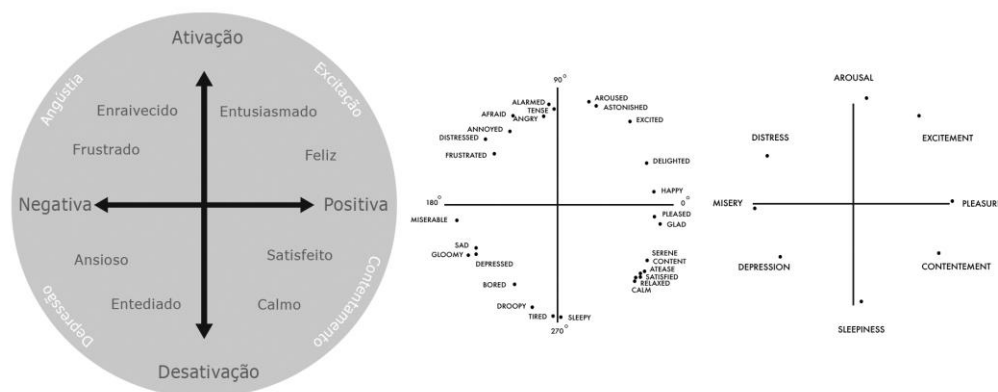 Ativação
Angústia
Excitação
Enraivecido
Entusiasmado
Frustrado
Feliz
Negativa
Positiva
Ansioso
Satisfeito
Entediado
Calmo
Depressão
Contentamento
Desativação
90°
ALARMED
AROUSED
TENSE
ASTONISHED
AFRAID
ANGRY
EXCITED
ANNOYED
DISTRESSED
FRUSTRATED
DELIGHTED
HAPPY
180°
0°
MISERABLE
PLEASED
GLAD
SAD
SERENE
GLOOMY
CONTENT
DEPRESSED
ATEASE
SATISFIED
BORED
RELAXED
CALM
DROOPY
TIRED
SLEEPY
270°
AROUSAL
DISTRESS
EXCITEMENT
MISERY
PLEASURE
DEPRESSION
CONTENTEMENT
SLEEPINESS